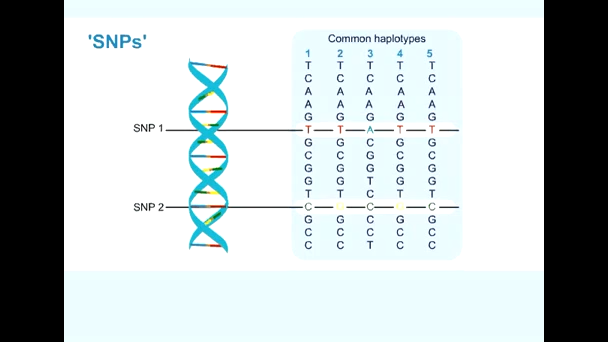 'SNPs'
Common haplotypes
1 2 3 4 5
T T T T T
C C C C C
A A A A A
A A A A A
G G G G G
SNP 1 T T A T T
G G C G G
C C G C C
G G G G G
G G T G G
T T C T T
SNP 2 C C C
G G C G G
C C C C C
C C T C C